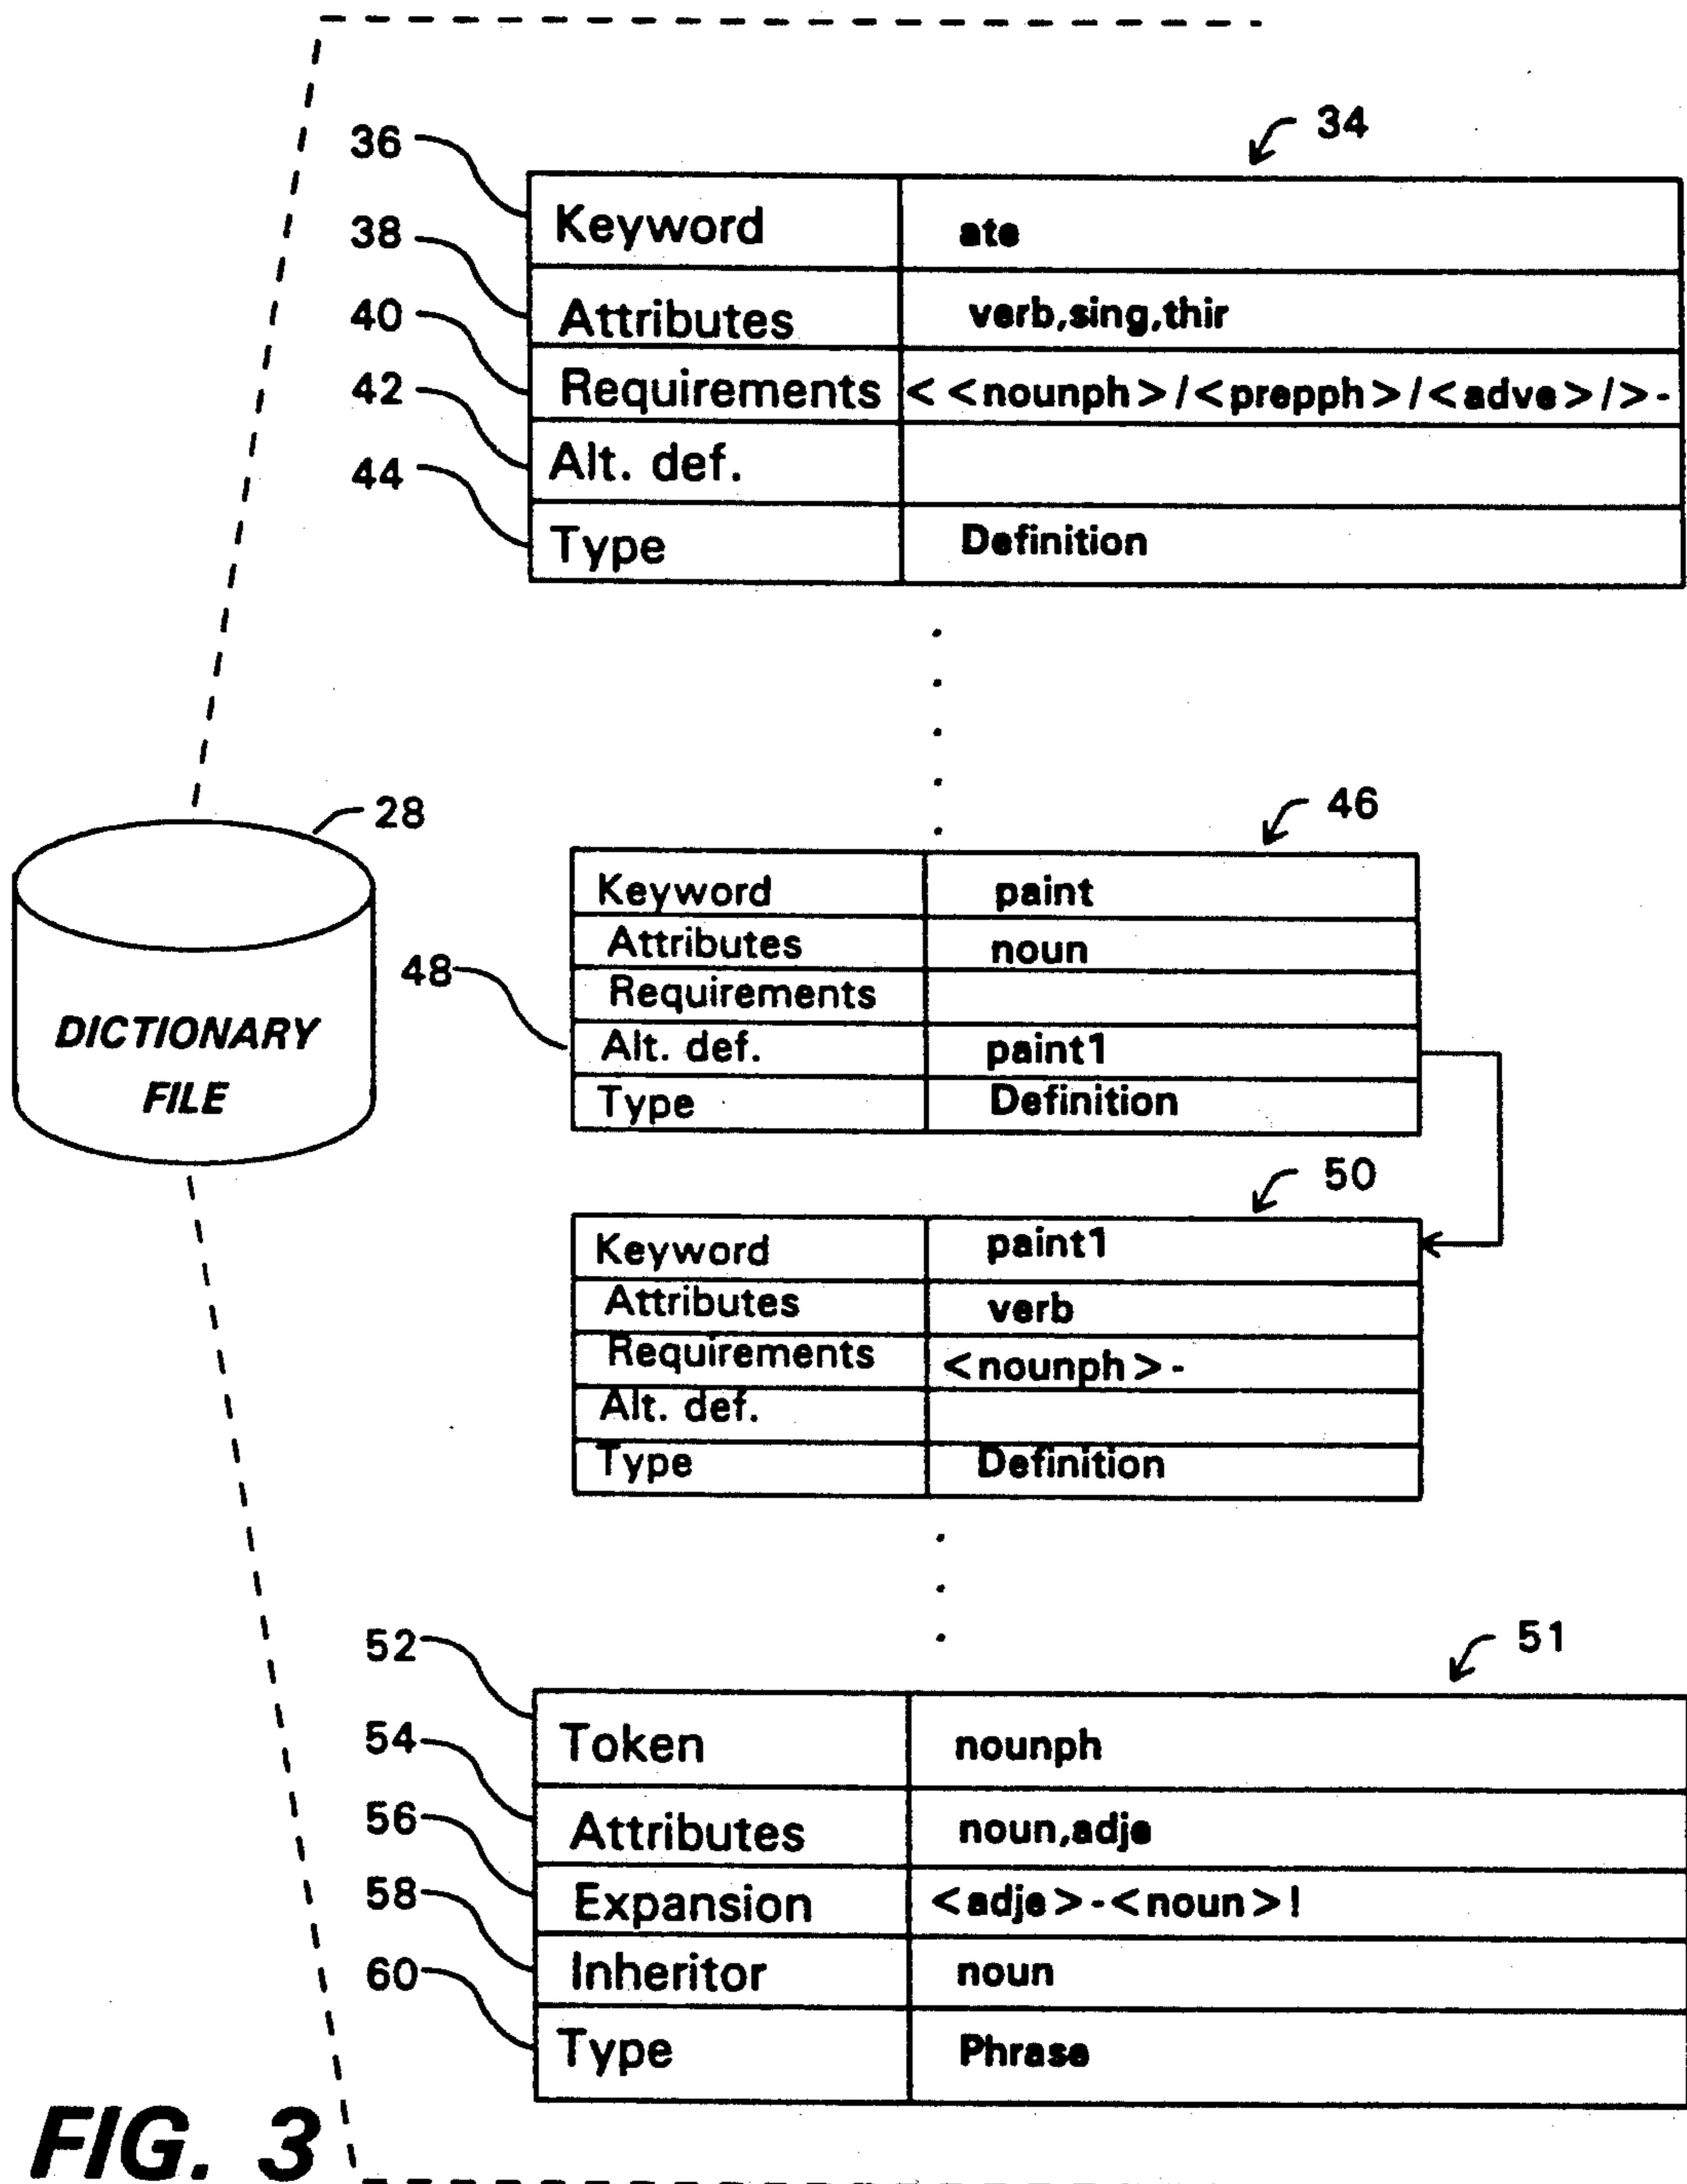 34
36
Keyword ate
38
Attributes verb,sing,thir
40
Requirements < <nounph>/<prepph>/<adve>/>-
42
Alt. def.
44
Type Definition
28
DICTIONARY
FILE
46
Keyword paint
Attributes noun
Requirements
48
Alt. def. paint1
Type Definition
50
Keyword paint1
Attributes verb
Requirements <nounph>-
Alt. def.
Type Definition
51
52
Token nounph
54
Attributes noun,adje
56
Expansion <adje>-<noun>!
58
Inheritor noun
60
Type Phrase
FIG. 3